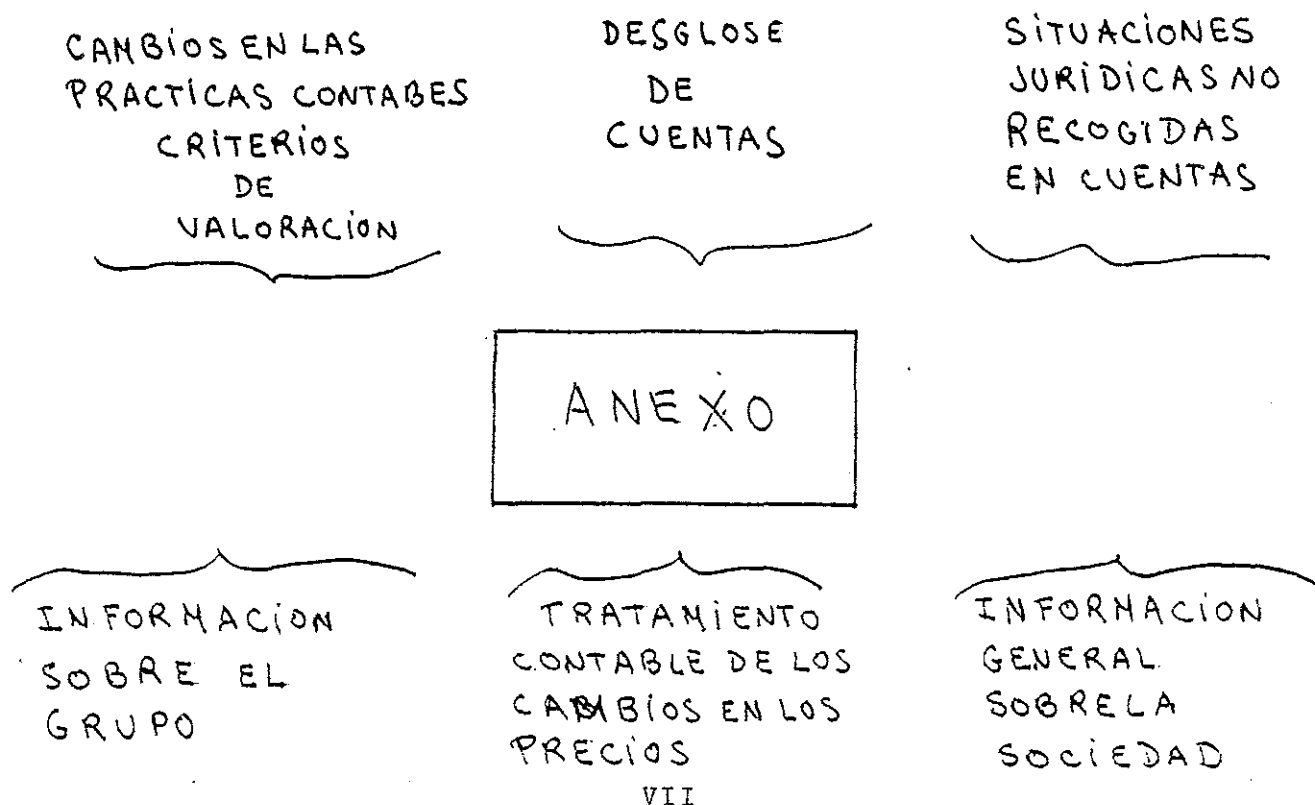 CAMBIOS EN LAS
PRACTICAS CONTABES
CRITERIOS
DE
VALORACION
DESGLOSE
DE
CUENTAS
SITUACIONES
JURIDICAS NO
RECOGIDAS
EN CUENTAS
ANEXO
INFORMACION
SOBRE EL
GRUPO
TRATAMIENTO
CONTABLE DE LOS
CAMBIOS EN LOS
PRECIOS
INFORMACION
GENERAL
SOBRELA
SOCIEDAD
VII